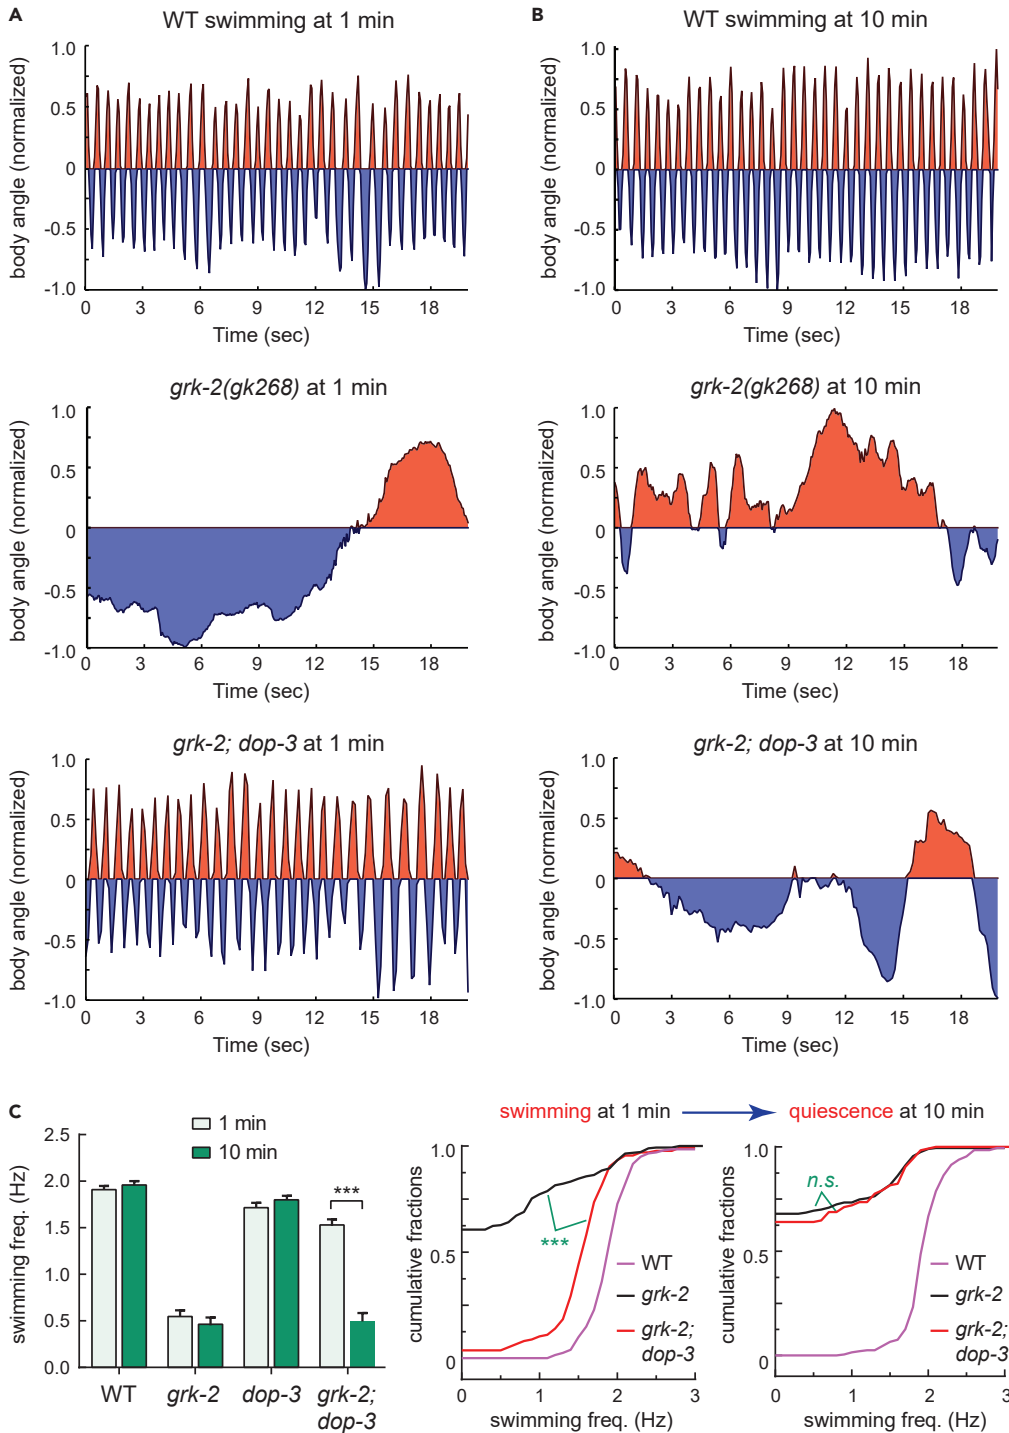 A
WT swimming at 1 min
body angle (normalized)
1.0
0.5
0
-0.5
-1.0
0 3 6 9 12 15 18
Time (sec)
B
WT swimming at 10 min
body angle (normalized)
1.0
0.5
0
-0.5
-1.0
0 3 6 9 12 15 18
Time (sec)
grk-2(gk268) at 1 min
body angle (normalized)
1.0
0.5
0
-0.5
-1.0
0 3 6 9 12 15 18
Time (sec)
grk-2(gk268) at 10 min
body angle (normalized)
1.0
0.5
0
-0.5
-1.0
0 3 6 9 12 15 18
Time (sec)
grk-2; dop-3 at 1 min
body angle (normalized)
1.0
0.5
0
-0.5
-1.0
0 3 6 9 12 15 18
Time (sec)
grk-2; dop-3 at 10 min
body angle (normalized)
1.0
0.5
0
-0.5
-1.0
0 3 6 9 12 15 18
Time (sec)
C
1 min
10 min
swimming freq. (Hz)
2.5
2.0
1.5
1.0
0.5
0.0
***
WT grk-2 dop-3 grk-2;
dop-3
swimming at 1 min
quiescence at 10 min
cumulative fractions
1.0
0.5
0
***
WT
grk-2
grk-2;
dop-3
0 1 2 3
swimming freq. (Hz)
cumulative fractions
1.0
0.5
0
n.s.
WT
grk-2
grk-2;
dop-3
0 1 2 3
swimming freq. (Hz)